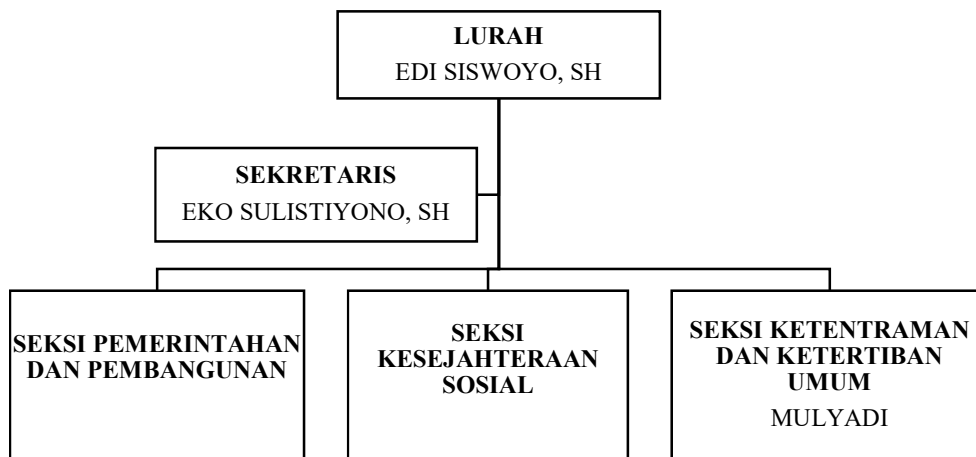 LURAH
EDI SISWOYO, SH
SEKRETARIS
EKO SULISTIYONO, SH
SEKSI PEMERINTAHAN
DAN PEMBANGUNAN
SEKSI
KESEJAHTERAAN
SOSIAL
SEKSI KETENTRAMAN
DAN KETERTIBAN
UMUM
MULYADI